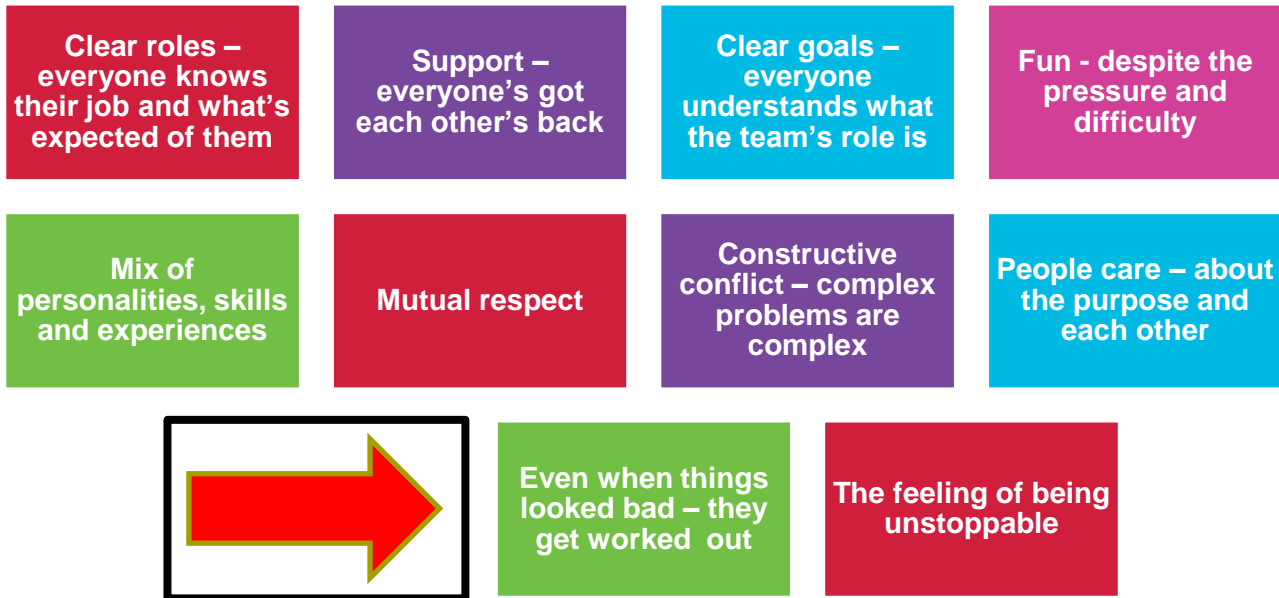 Clear roles –
everyone knows
their job and what's
expected of them
Support –
everyone's got
each other's back
Clear goals –
everyone
understands what
the team's role is
Fun - despite the
pressure and
difficulty
Mix of
personalities, skills
and experiences
Mutual respect
Constructive
conflict – complex
problems are
complex
People care – about
the purpose and
each other
Even when things
looked bad – they
get worked  out
The feeling of being
unstoppable